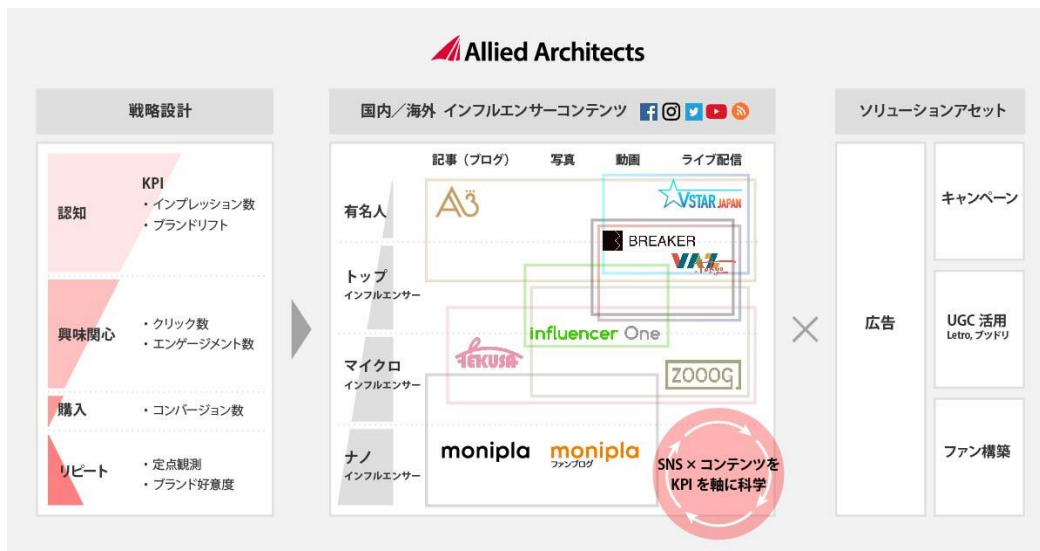 Allied Architects
戦略設計
認知
KPI
・インプレッション数
・ブランドリフト
興味関心
・クリック数
・エンゲージメント数
購入
・コンバージョン数
リピート
・定点観測
・ブランド好意度
国内／海外 インフルエンサーコンテンツ
記事（ブログ） 写真 動画 ライブ配信
有名人
トップ
インフルエンサー
マイクロ
インフルエンサー
ナノ
インフルエンサー
A3
VSTAR JAPAN
BREAKER
VAZ
Tokyo
influencer One
TEKUSA
ZOOOG
monipla
monipla
ファンブログ
SNS × コンテンツを
KPI を軸に科学
×
ソリューションアセット
広告
キャンペーン
UGC 活用
Letro, ブツドリ
ファン構築